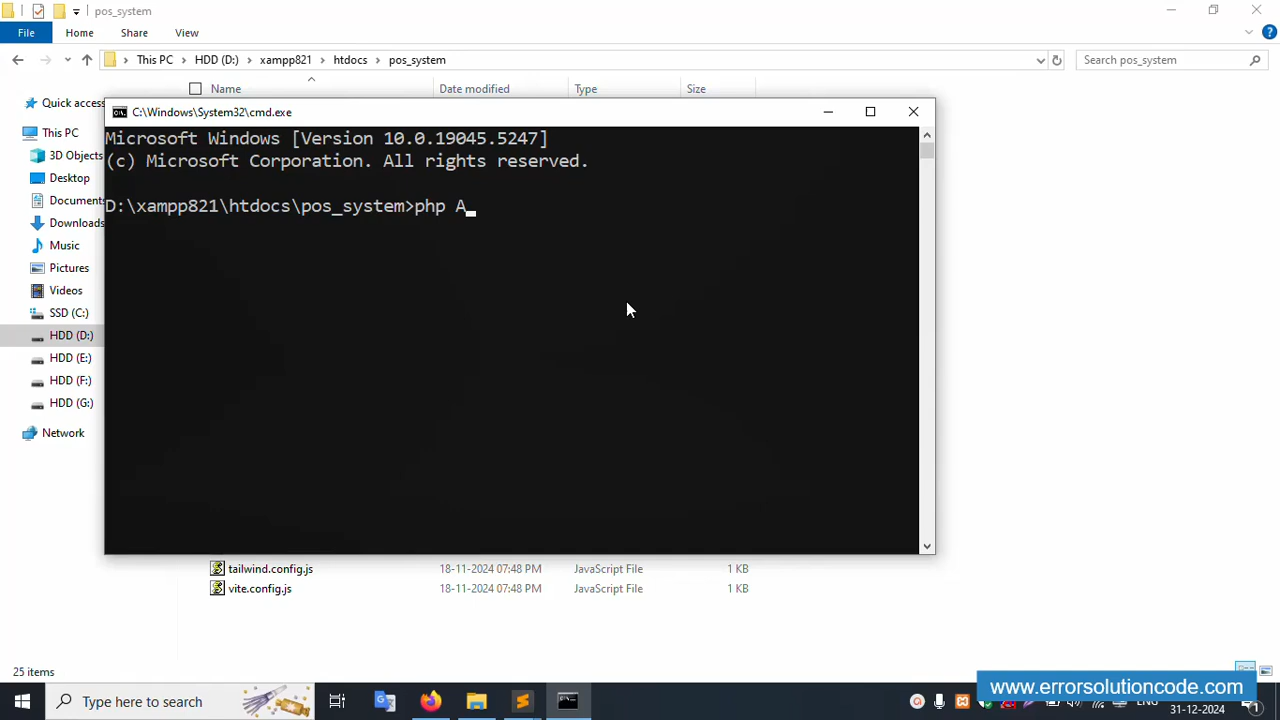 pos_system
File
Home
Share
View
This PC
HDD (D:)
xampp821
htdocs
pos_system
Search pos_system
Name
Date modified
Type
Size
Quick access
This PC
3D Objects
Desktop
Documents
Downloads
Music
Pictures
Videos
SSD (C:)
HDD (D:)
HDD (E:)
HDD (F:)
HDD (G:)
Network
C:\Windows\System32\cmd.exe
Microsoft Windows [Version 10.0.19045.5247]
(c) Microsoft Corporation. All rights reserved.
D:\xampp821\htdocs\pos_system>php A
tailwind.config.js 18-11-2024 07:48 PM JavaScript File 1 KB
vite.config.js 18-11-2024 07:48 PM JavaScript File 1 KB
25 items
www.errorsolutioncode.com
Type here to search
ENG
31-12-2024